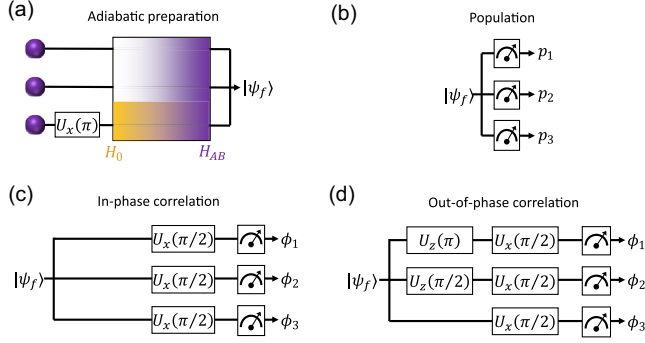 (a) Adiabatic preparation
U_x(π)
|ψ_f⟩
H_0 H_AB
(b) Population
|ψ_f⟩
p_1
p_2
p_3
(c) In-phase correlation
|ψ_f⟩
U_x(π/2) ϕ_1
U_x(π/2) ϕ_2
U_x(π/2) ϕ_3
(d) Out-of-phase correlation
|ψ_f⟩
U_z(π) U_x(π/2) ϕ_1
U_z(π/2) U_x(π/2) ϕ_2
U_x(π/2) ϕ_3